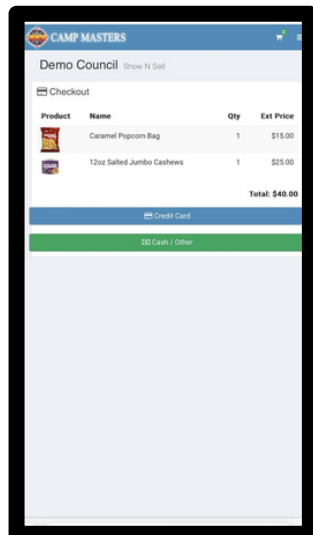 CAMP MASTERS
Demo Council Show N Sell
Checkout
Product Name Qty Ext Price
Caramel Popcorn Bag 1 $15.00
12oz Salted Jumbo Cashews 1 $25.00
Total: $40.00
Credit Card
Cash / Other